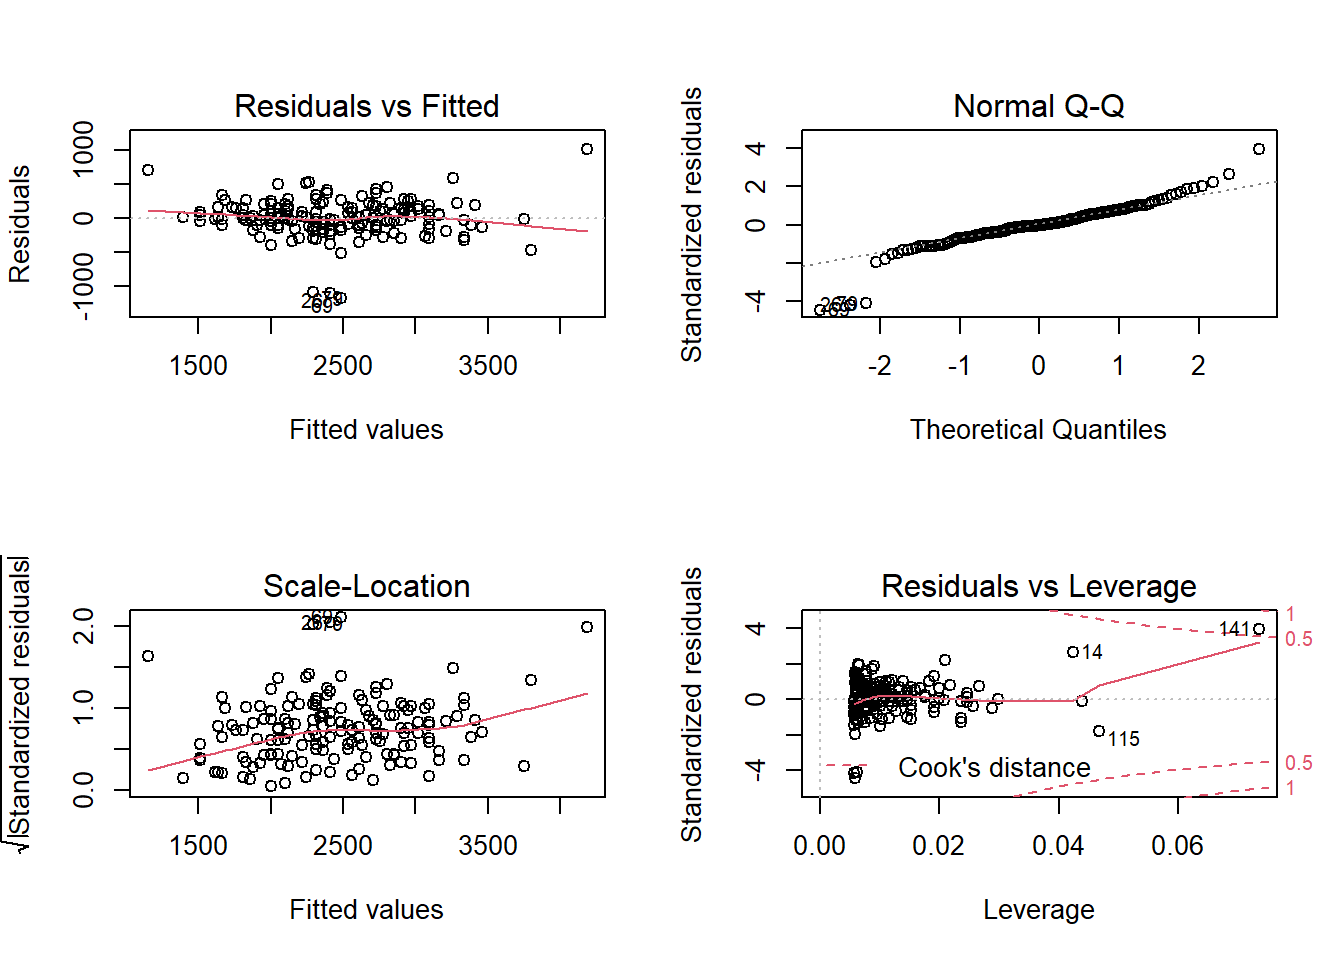 Residuals vs Fitted
Residuals
1000
0
-1000
1500
2500
3500
Fitted values
Normal Q-Q
Standardized residuals
4
2
0
-4
-2
-1
0
1
2
Theoretical Quantiles
Scale-Location
√|Standardized residuals|
2.0
1.0
0.0
1500
2500
3500
Fitted values
Residuals vs Leverage
Standardized residuals
4
0
-4
141
14
115
1
0.5
0.5
1
Cook's distance
0.00
0.02
0.04
0.06
Leverage